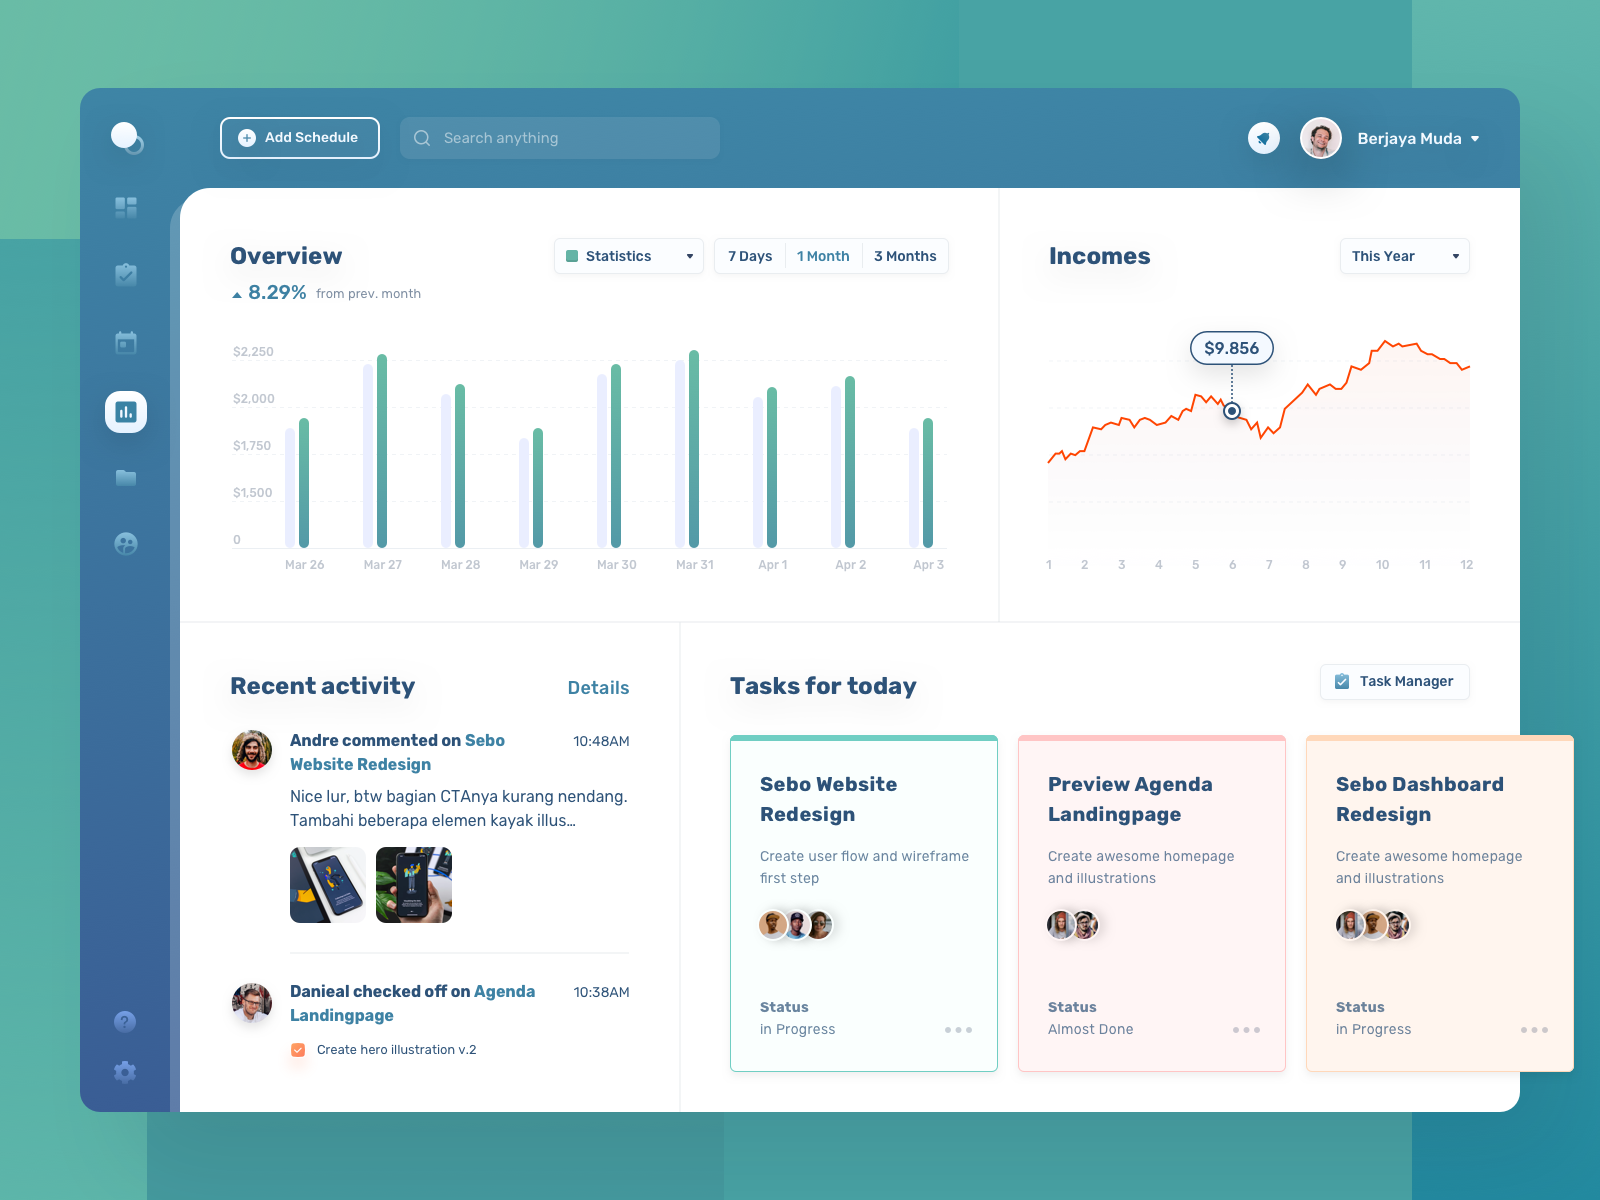 Add Schedule
Search anything
Berjaya Muda
Overview
Statistics
7 Days
1 Month
3 Months
8.29% from prev. month
$2,250
$2,000
$1,750
$1,500
0
Mar 26
Mar 27
Mar 28
Mar 29
Mar 30
Mar 31
Apr 1
Apr 2
Apr 3
Incomes
This Year
$9.856
1 2 3 4 5 6 7 8 9 10 11 12
Recent activity
Details
Andre commented on Sebo
Website Redesign
10:48AM
Nice lur, btw bagian CTAnya kurang nendang.
Tambahi beberapa elemen kayak illus…
Danieal checked off on Agenda
Landingpage
10:38AM
Create hero illustration v.2
Tasks for today
Task Manager
Sebo Website
Redesign
Create user flow and wireframe
first step
Status
in Progress
Preview Agenda
Landingpage
Create awesome homepage
and illustrations
Status
Almost Done
Sebo Dashboard
Redesign
Create awesome homepage
and illustrations
Status
in Progress
?